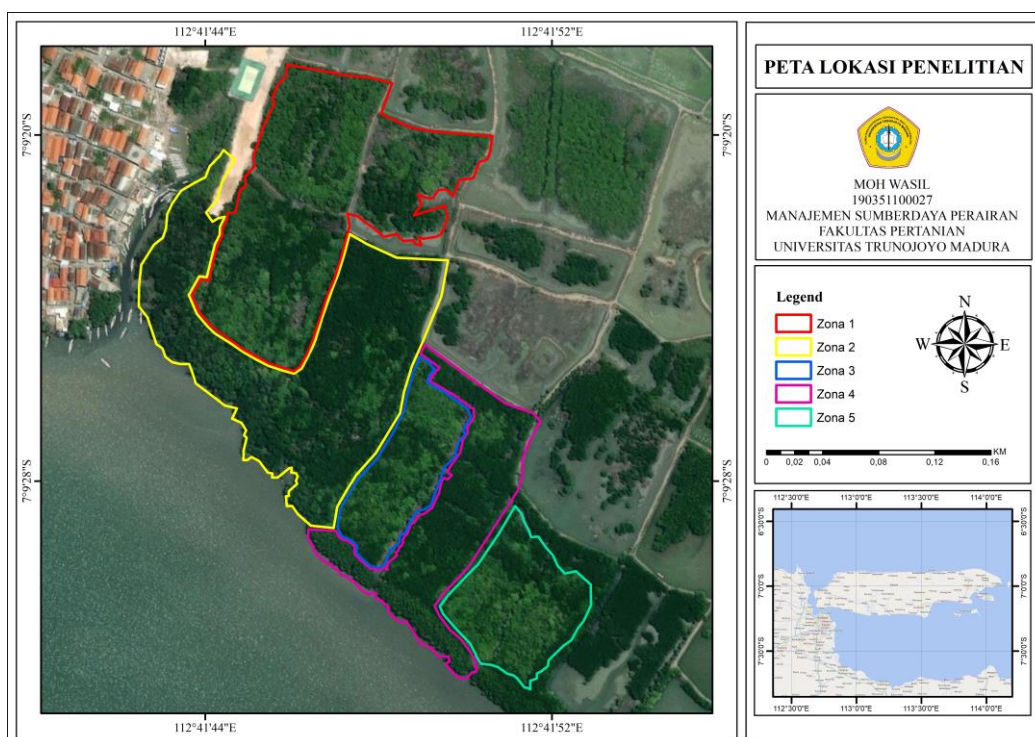 112°41'44"E
112°41'52"E
7°9'20"S
7°9'20"S
7°9'28"S
7°9'28"S
112°41'44"E
112°41'52"E
PETA LOKASI PENELITIAN
MOH WASIL
190351100027
MANAJEMEN SUMBERDAYA PERAIRAN
FAKULTAS PERTANIAN
UNIVERSITAS TRUNOJOYO MADURA
Legend
Zona 1
Zona 2
Zona 3
Zona 4
Zona 5
N
W
E
S
KM
0
0,02
0,04
0,08
0,12
0,16
112°30'0"E
113°0'0"E
113°30'0"E
114°0'0"E
6°30'0"S
6°30'0"S
7°0'0"S
7°0'0"S
7°30'0"S
7°30'0"S
112°30'0"E
113°0'0"E
113°30'0"E
114°0'0"E